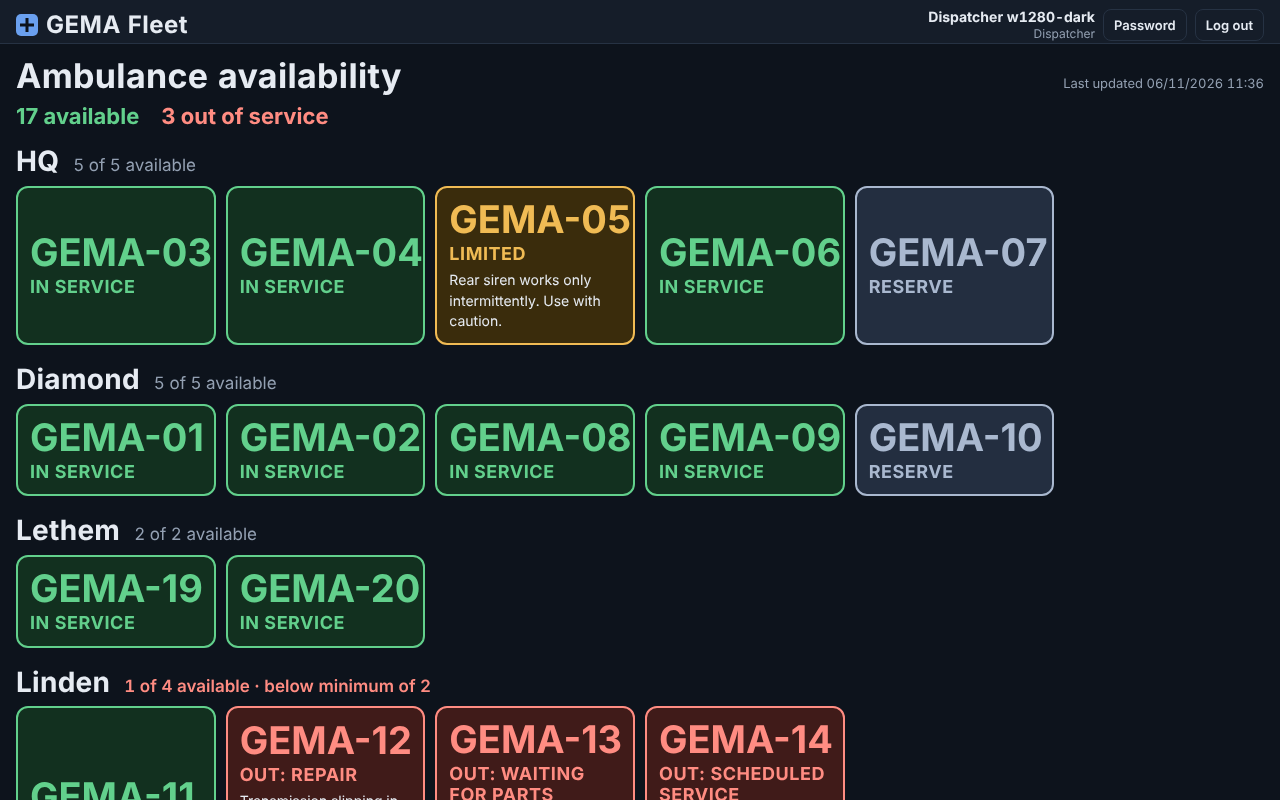 GEMA Fleet
Dispatcher w1280-dark
Dispatcher
Password
Log out
Ambulance availability
Last updated 06/11/2026 11:36
17 available 3 out of service
HQ 5 of 5 available
GEMA-03
IN SERVICE
GEMA-04
IN SERVICE
GEMA-05
LIMITED
Rear siren works only
intermittently. Use with
caution.
GEMA-06
IN SERVICE
GEMA-07
RESERVE
Diamond 5 of 5 available
GEMA-01
IN SERVICE
GEMA-02
IN SERVICE
GEMA-08
IN SERVICE
GEMA-09
IN SERVICE
GEMA-10
RESERVE
Lethem 2 of 2 available
GEMA-19
IN SERVICE
GEMA-20
IN SERVICE
Linden 1 of 4 available · below minimum of 2
GEMA-11
GEMA-12
OUT: REPAIR
Transmission slipping in
GEMA-13
OUT: WAITING
FOR PARTS
GEMA-14
OUT: SCHEDULED
SERVICE